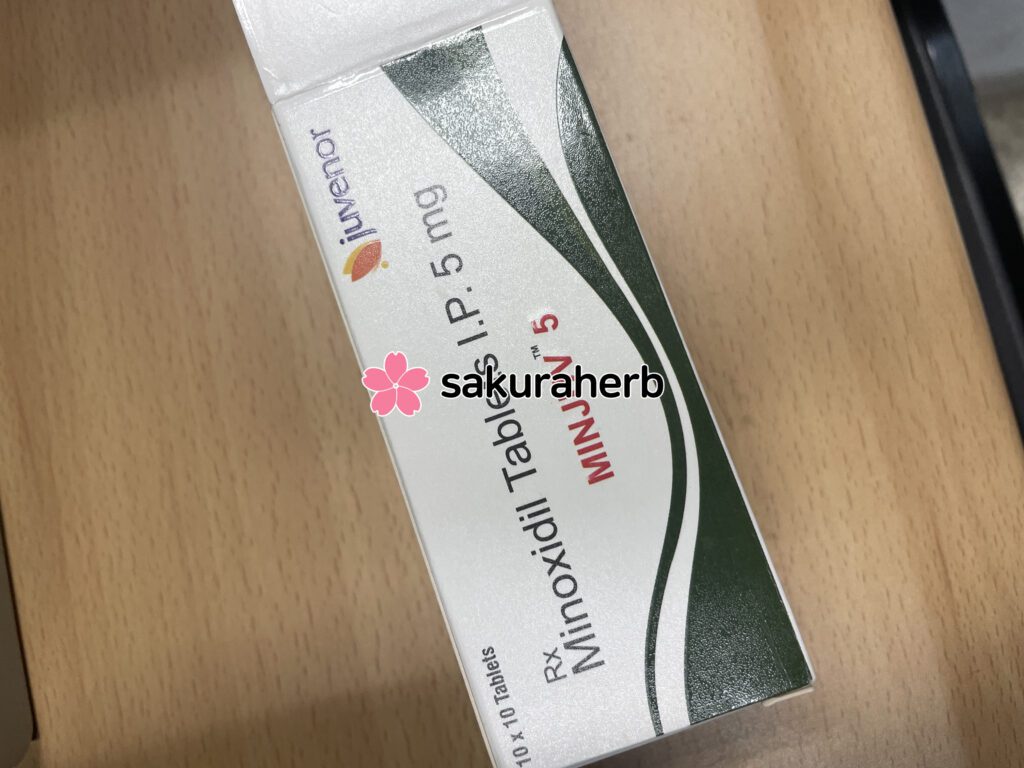 juvenor
Rx
Minoxidil Tablets I.P. 5 mg
MINJUV™ 5
10 x 10 Tablets
sakuraherb